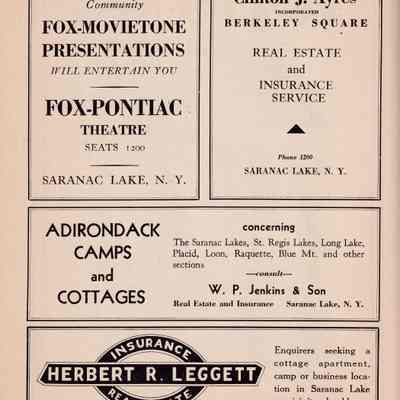 Community
FOX-MOVIETONE
PRESENTATIONS
WILL ENTERTAIN YOU
FOX-PONTIAC
THEATRE
SEATS 1200
SARANAC LAKE, N. Y.
Clinton J. Ayres
INCORPORATED
BERKELEY SQUARE
REAL ESTATE
and
INSURANCE
SERVICE
Phone 1200
SARANAC LAKE, N. Y.
ADIRONDACK
CAMPS
and
COTTAGES
concerning
The Saranac Lakes, St. Regis Lakes, Long Lake,
Placid, Loon, Raquette, Blue Mt. and other
sections
—consult—
W. P. Jenkins & Son
Real Estate and Insurance Saranac Lake, N. Y.
INSURANCE
HERBERT R. LEGGETT
REAL ESTATE
Enquirers seeking a
cottage apartment,
camp or business loca-
tion in Saranac Lake